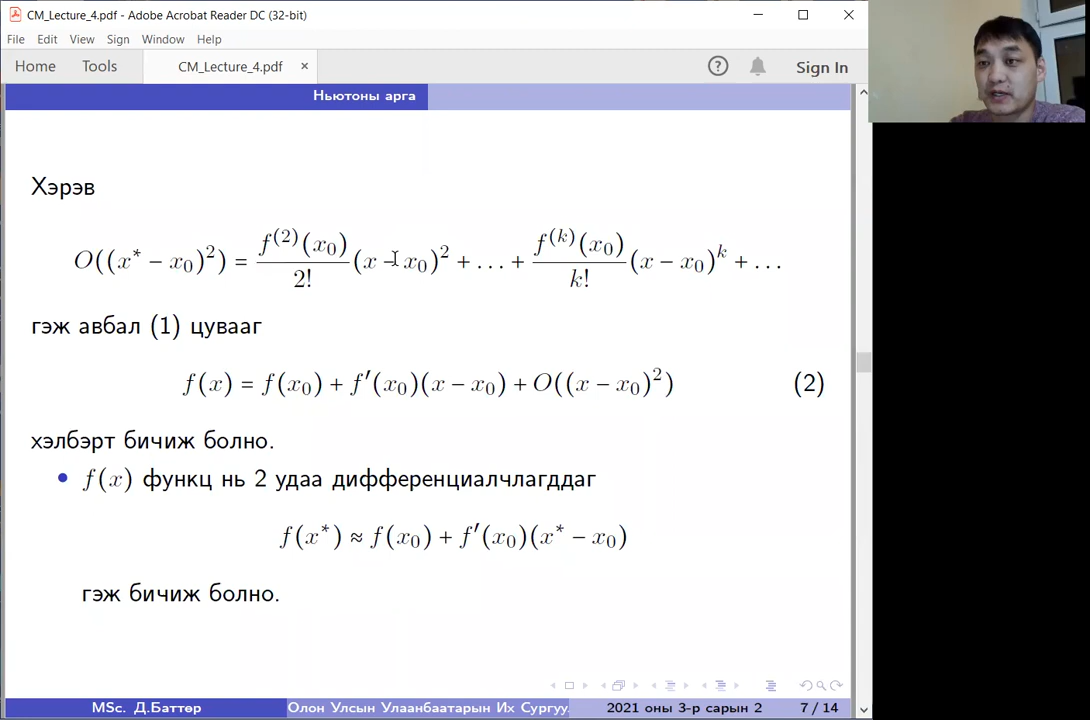 CM_Lecture_4.pdf - Adobe Acrobat Reader DC (32-bit)
File Edit View Sign Window Help
Home Tools CM_Lecture_4.pdf × Sign In
Ньютоны арга
Хэрэв
O((x* − x₀)²) = f⁽²⁾(x₀)/2! (x − x₀)² + … + f⁽ᵏ⁾(x₀)/k! (x − x₀)ᵏ + …
гэж авбал (1) цувааг
f(x) = f(x₀) + f′(x₀)(x − x₀) + O((x − x₀)²) (2)
хэлбэрт бичиж болно.
• f(x) функц нь 2 удаа дифференциалчлагддаг
f(x*) ≈ f(x₀) + f′(x₀)(x* − x₀)
гэж бичиж болно.
MSc. Д.Баттөр Олон Улсын Улаанбаатарын Их Сургуу. 2021 оны 3-р сарын 2 7 / 14